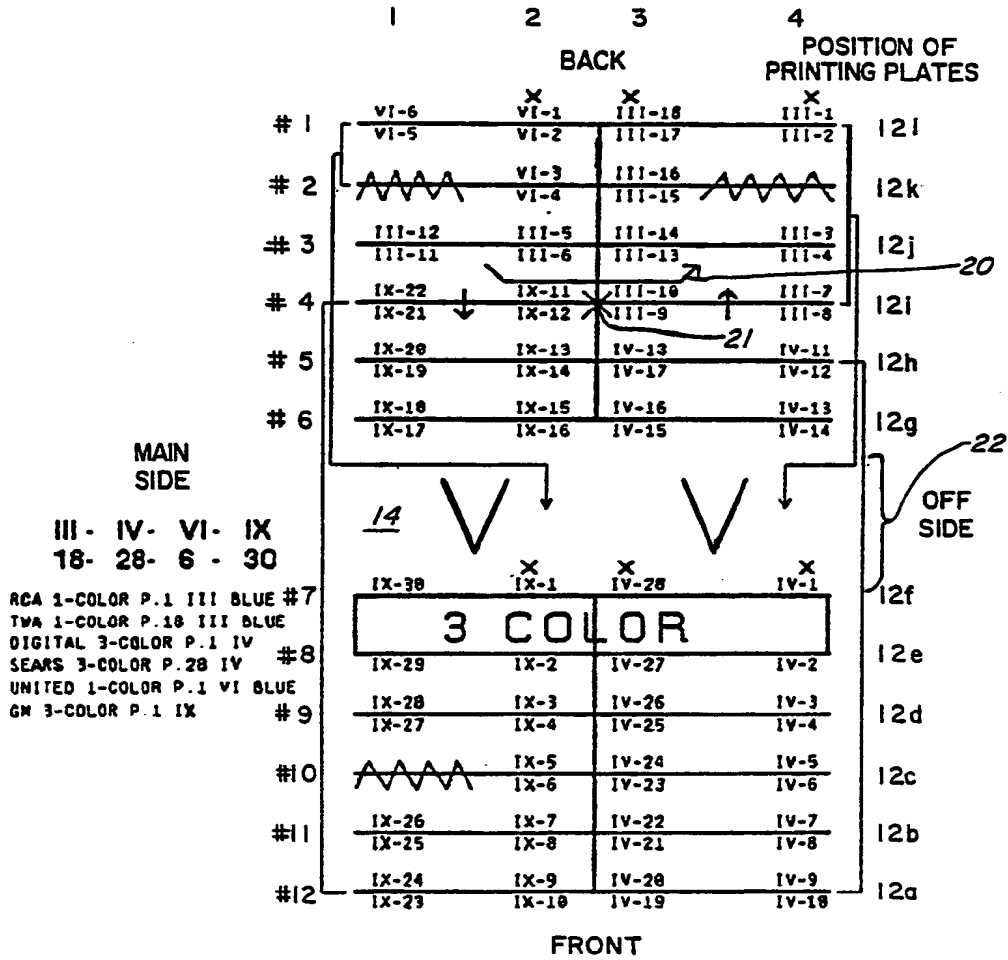 1 2 3 4
BACK
POSITION OF
PRINTING PLATES
X X X
VI-6 VI-1 III-18 III-1
#1 12l
VI-5 VI-2 III-17 III-2
VI-3 III-16
#2 12k
VI-4 III-15
III-12 III-5 III-14 III-3
#3 12j
III-11 III-6 III-13 III-4
20
IX-22 IX-11 III-10 III-7
#4 12i
IX-21 IX-12 III-9 III-8
21
IX-20 IX-13 IV-13 IV-11
#5 12h
IX-19 IX-14 IV-17 IV-12
IX-18 IX-15 IV-16 IV-13
#6 12g
IX-17 IX-16 IV-15 IV-14
22
MAIN
SIDE
OFF
SIDE
14
III - IV - VI - IX
18 - 28 - 6 - 30
X X X
IX-30 IX-1 IV-28 IV-1
RCA 1-COLOR P.1 III BLUE #7 12f
TWA 1-COLOR P.18 III BLUE
3 COLOR
DIGITAL 3-COLOR P.1 IV
SEARS 3-COLOR P.28 IV #8 12e
IX-29 IX-2 IV-27 IV-2
UNITED 1-COLOR P.1 VI BLUE
GM 3-COLOR P.1 IX
IX-28 IX-3 IV-26 IV-3
#9 12d
IX-27 IX-4 IV-25 IV-4
IX-5 IV-24 IV-5
#10 12c
IX-6 IV-23 IV-6
IX-26 IX-7 IV-22 IV-7
#11 12b
IX-25 IX-8 IV-21 IV-8
IX-24 IX-9 IV-20 IV-9
#12 12a
IX-23 IX-10 IV-19 IV-10
FRONT